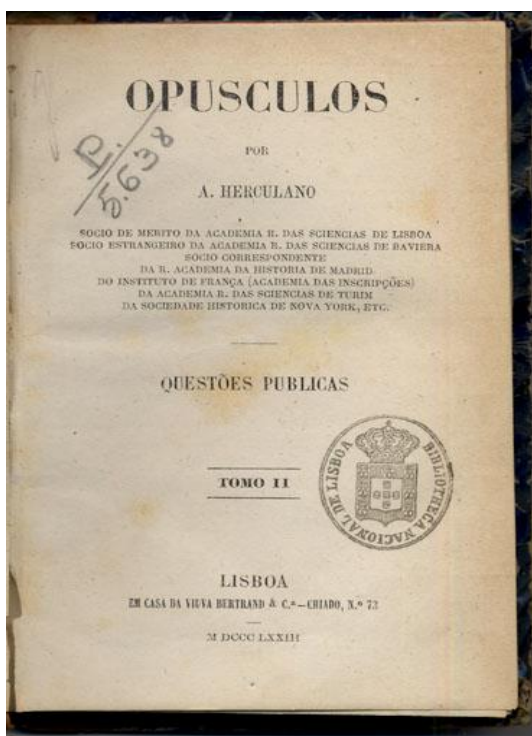 OPUSCULOS
P.
5.638
POR
A. HERCULANO
SOCIO DE MERITO DA ACADEMIA R. DAS SCIENCIAS DE LISBOA
SOCIO ESTRANGEIRO DA ACADEMIA R. DAS SCIENCIAS DE BAVIERA
SOCIO CORRESPONDENTE
DA R. ACADEMIA DA HISTORIA DE MADRID
DO INSTITUTO DE FRANÇA (ACADEMIA DAS INSCRIPÇÕES)
DA ACADEMIA R. DAS SCIENCIAS DE TURIM
DA SOCIEDADE HISTORICA DE NOVA YORK, ETC.
QUESTÕES PUBLICAS
TOMO II
BIBLIOTHECA NACIONAL DE LISBOA
LISBOA
EM CASA DA VIUVA BERTRAND & C.ª—CHIADO, N.º 73
M DCCC LXXIII